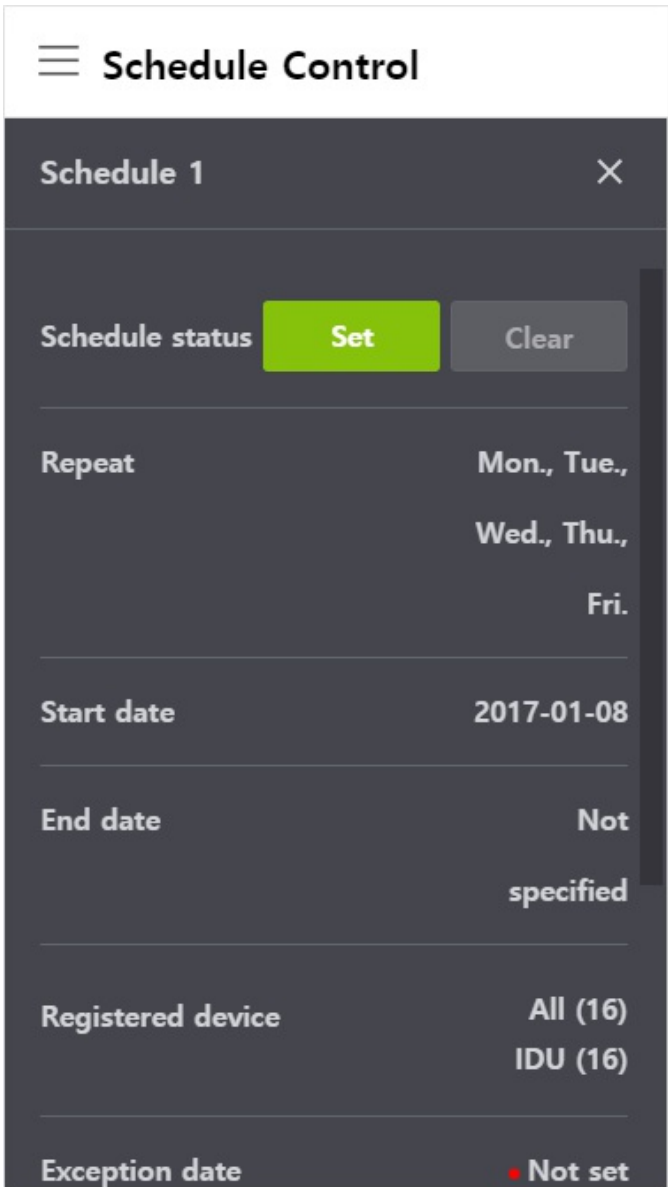 Schedule Control
Schedule 1
Schedule status Set Clear
Repeat Mon., Tue.,
Wed., Thu.,
Fri.
Start date 2017-01-08
End date Not
specified
Registered device All (16)
IDU (16)
Exception date Not set